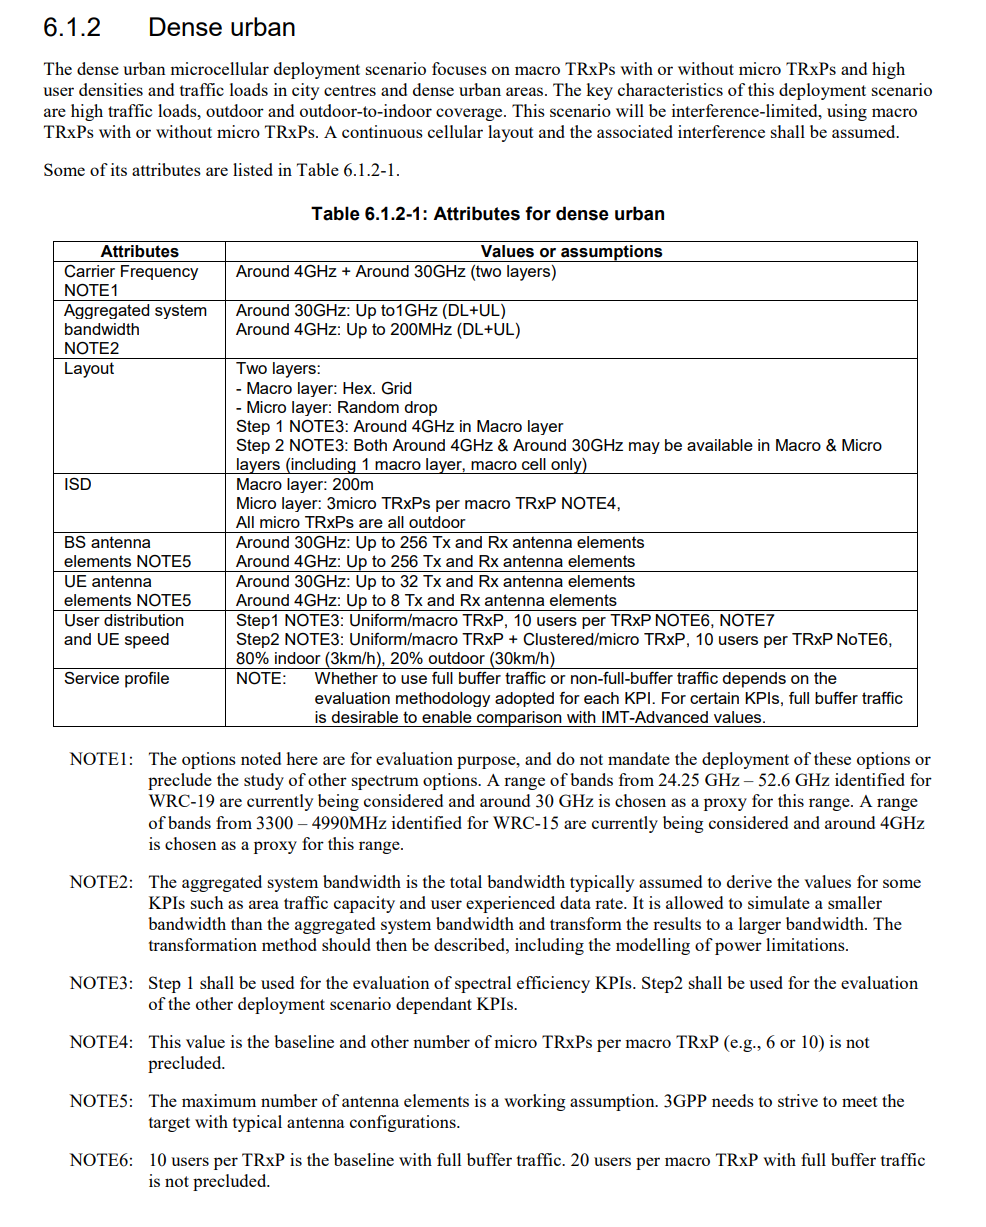 6.1.2 Dense urban
The dense urban microcellular deployment scenario focuses on macro TRxPs with or without micro TRxPs and high
user densities and traffic loads in city centres and dense urban areas. The key characteristics of this deployment scenario
are high traffic loads, outdoor and outdoor-to-indoor coverage. This scenario will be interference-limited, using macro
TRxPs with or without micro TRxPs. A continuous cellular layout and the associated interference shall be assumed.
Some of its attributes are listed in Table 6.1.2-1.
Table 6.1.2-1: Attributes for dense urban
Attributes Values or assumptions
Carrier Frequency Around 4GHz + Around 30GHz (two layers)
NOTE1
Aggregated system Around 30GHz: Up to1GHz (DL+UL)
bandwidth Around 4GHz: Up to 200MHz (DL+UL)
NOTE2
Layout Two layers:
- Macro layer: Hex. Grid
- Micro layer: Random drop
Step 1 NOTE3: Around 4GHz in Macro layer
Step 2 NOTE3: Both Around 4GHz & Around 30GHz may be available in Macro & Micro
layers (including 1 macro layer, macro cell only)
ISD Macro layer: 200m
Micro layer: 3micro TRxPs per macro TRxP NOTE4,
All micro TRxPs are all outdoor
BS antenna Around 30GHz: Up to 256 Tx and Rx antenna elements
elements NOTE5 Around 4GHz: Up to 256 Tx and Rx antenna elements
UE antenna Around 30GHz: Up to 32 Tx and Rx antenna elements
elements NOTE5 Around 4GHz: Up to 8 Tx and Rx antenna elements
User distribution Step1 NOTE3: Uniform/macro TRxP, 10 users per TRxP NOTE6, NOTE7
and UE speed Step2 NOTE3: Uniform/macro TRxP + Clustered/micro TRxP, 10 users per TRxP NoTE6,
80% indoor (3km/h), 20% outdoor (30km/h)
Service profile NOTE: Whether to use full buffer traffic or non-full-buffer traffic depends on the
evaluation methodology adopted for each KPI. For certain KPIs, full buffer traffic
is desirable to enable comparison with IMT-Advanced values.
NOTE1: The options noted here are for evaluation purpose, and do not mandate the deployment of these options or
preclude the study of other spectrum options. A range of bands from 24.25 GHz – 52.6 GHz identified for
WRC-19 are currently being considered and around 30 GHz is chosen as a proxy for this range. A range
of bands from 3300 – 4990MHz identified for WRC-15 are currently being considered and around 4GHz
is chosen as a proxy for this range.
NOTE2: The aggregated system bandwidth is the total bandwidth typically assumed to derive the values for some
KPIs such as area traffic capacity and user experienced data rate. It is allowed to simulate a smaller
bandwidth than the aggregated system bandwidth and transform the results to a larger bandwidth. The
transformation method should then be described, including the modelling of power limitations.
NOTE3: Step 1 shall be used for the evaluation of spectral efficiency KPIs. Step2 shall be used for the evaluation
of the other deployment scenario dependant KPIs.
NOTE4: This value is the baseline and other number of micro TRxPs per macro TRxP (e.g., 6 or 10) is not
precluded.
NOTE5: The maximum number of antenna elements is a working assumption. 3GPP needs to strive to meet the
target with typical antenna configurations.
NOTE6: 10 users per TRxP is the baseline with full buffer traffic. 20 users per macro TRxP with full buffer traffic
is not precluded.